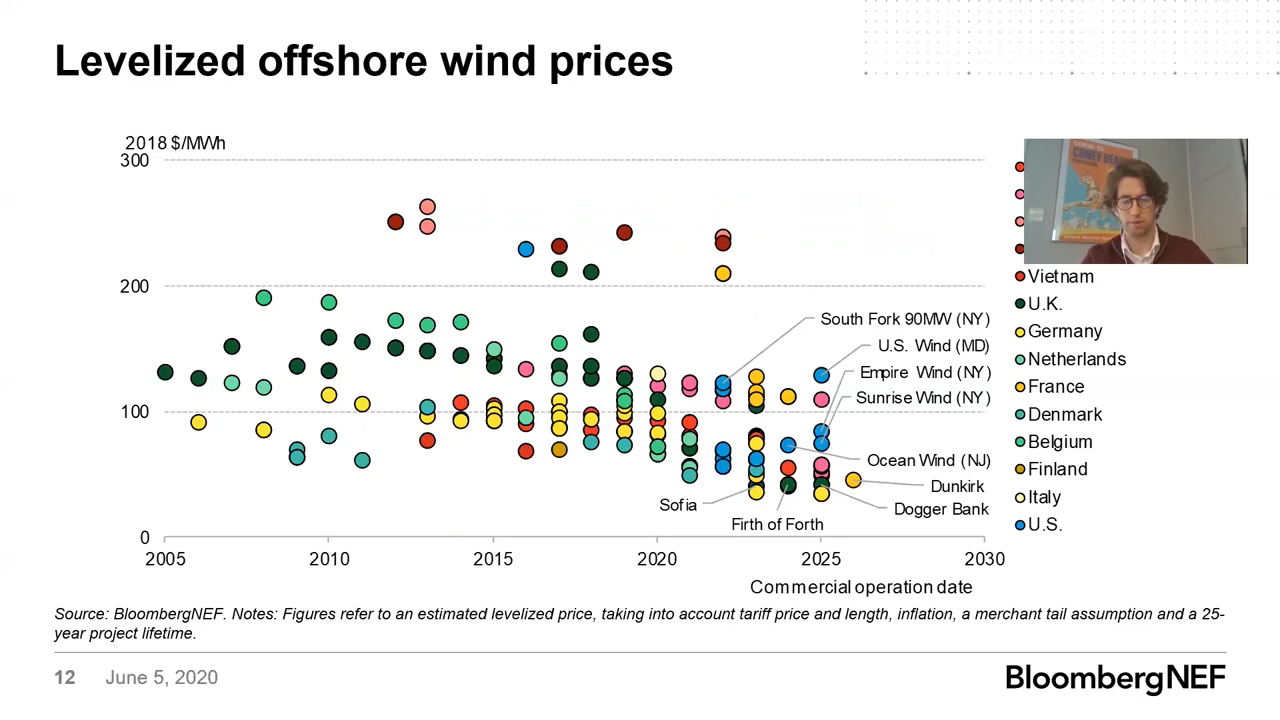 Levelized offshore wind prices
2018 $/MWh
300
200
100
0
2005
2010
2015
2020
2025
2030
Commercial operation date
South Fork 90MW (NY)
U.S. Wind (MD)
Empire Wind (NY)
Sunrise Wind (NY)
Ocean Wind (NJ)
Dunkirk
Dogger Bank
Sofia
Firth of Forth
Vietnam
U.K.
Germany
Netherlands
France
Denmark
Belgium
Finland
Italy
U.S.
Source: BloombergNEF. Notes: Figures refer to an estimated levelized price, taking into account tariff price and length, inflation, a merchant tail assumption and a 25-
year project lifetime.
12 June 5, 2020
BloombergNEF